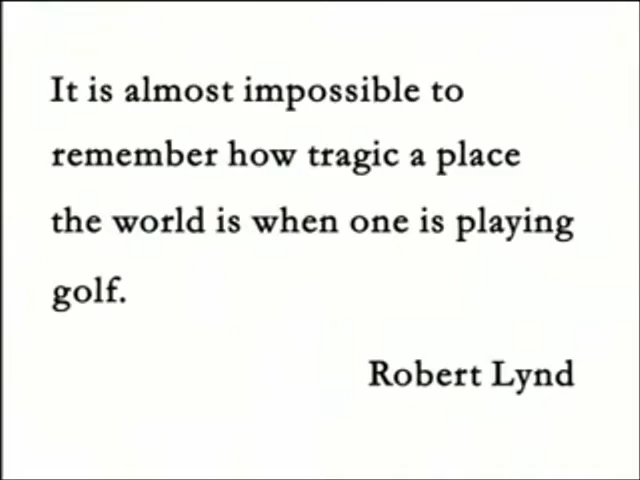 It is almost impossible to
remember how tragic a place
the world is when one is playing
golf.
Robert Lynd